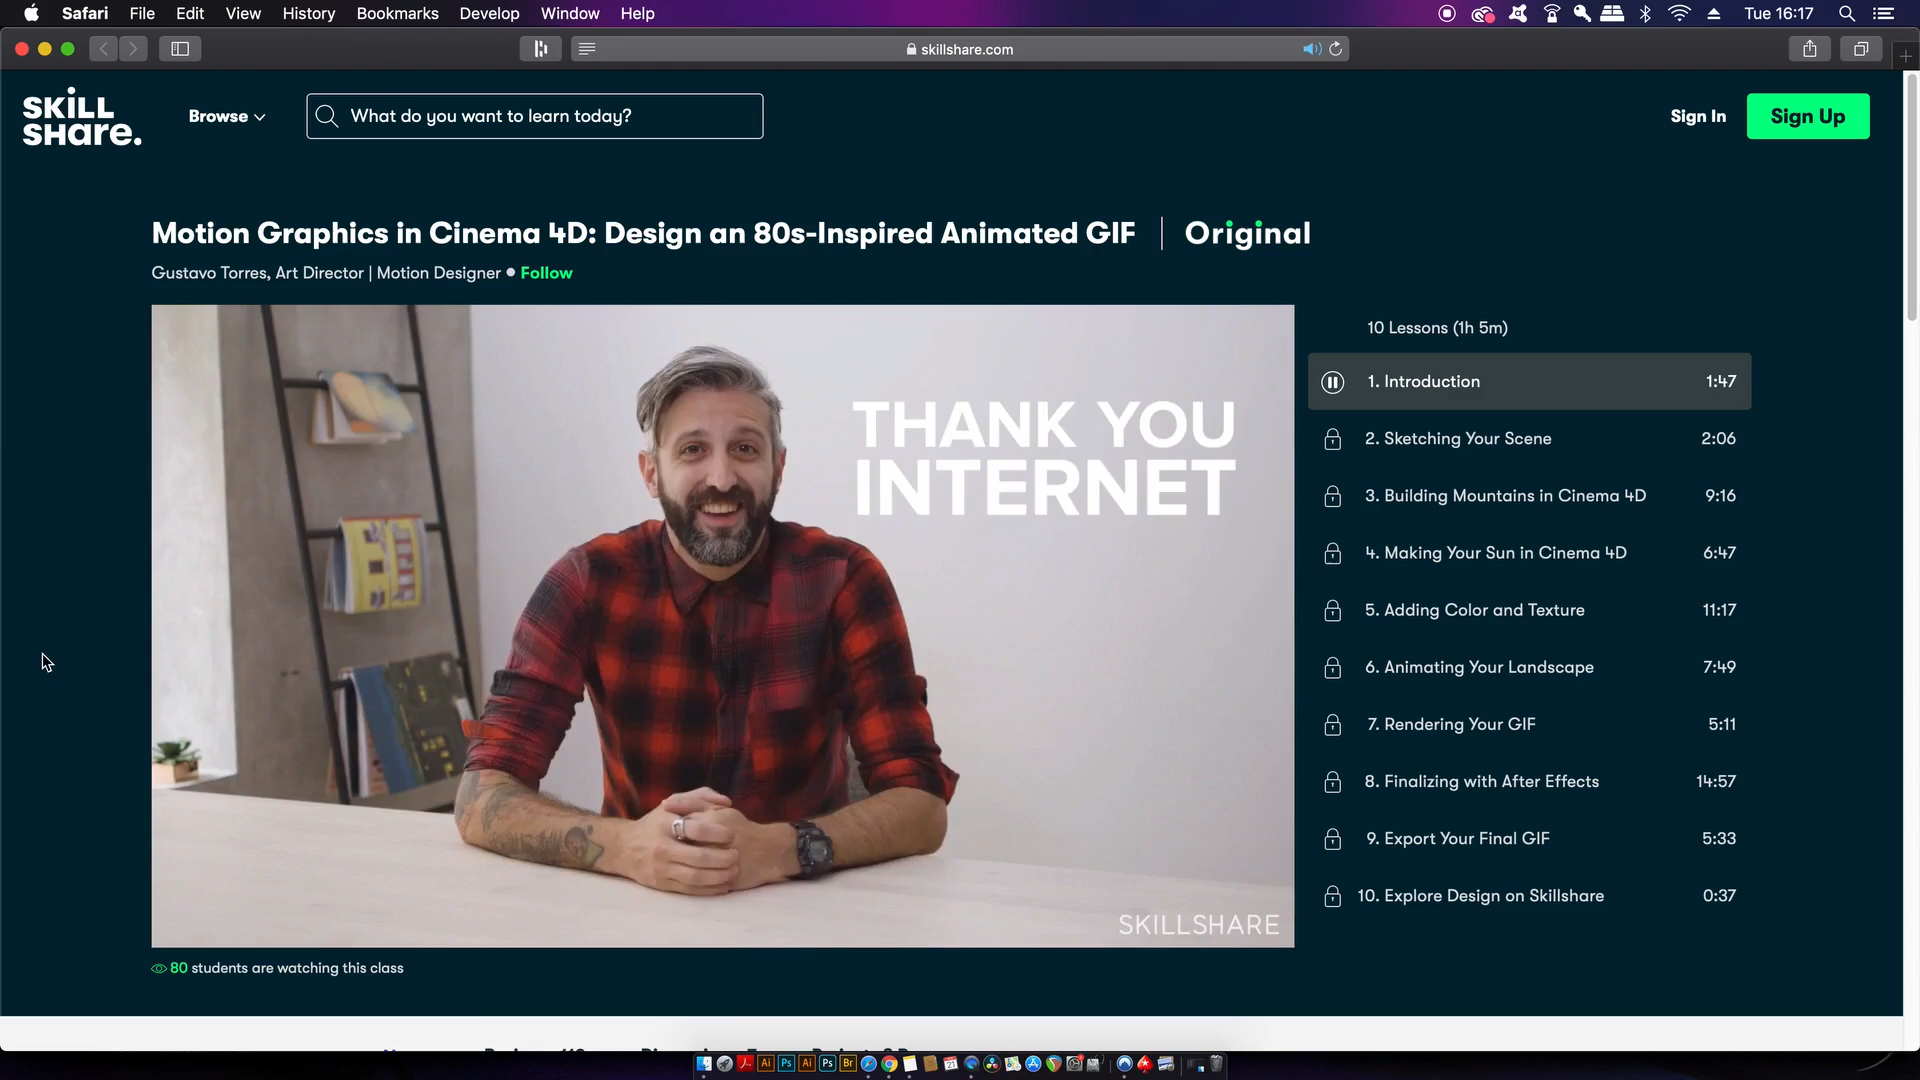 Safari File Edit View History Bookmarks Develop Window Help
Tue 16:17
skillshare.com
SKILL
SHare.
Browse
What do you want to learn today?
Sign In
Sign Up
Motion Graphics in Cinema 4D: Design an 80s-Inspired Animated GIF | Original
Gustavo Torres, Art Director | Motion Designer • Follow
THANK YOU
INTERNET
SKILLSHARE
10 Lessons (1h 5m)
1. Introduction 1:47
2. Sketching Your Scene 2:06
3. Building Mountains in Cinema 4D 9:16
4. Making Your Sun in Cinema 4D 6:47
5. Adding Color and Texture 11:17
6. Animating Your Landscape 7:49
7. Rendering Your GIF 5:11
8. Finalizing with After Effects 14:57
9. Export Your Final GIF 5:33
10. Explore Design on Skillshare 0:37
80 students are watching this class
Ai Ps Ai Ps Br